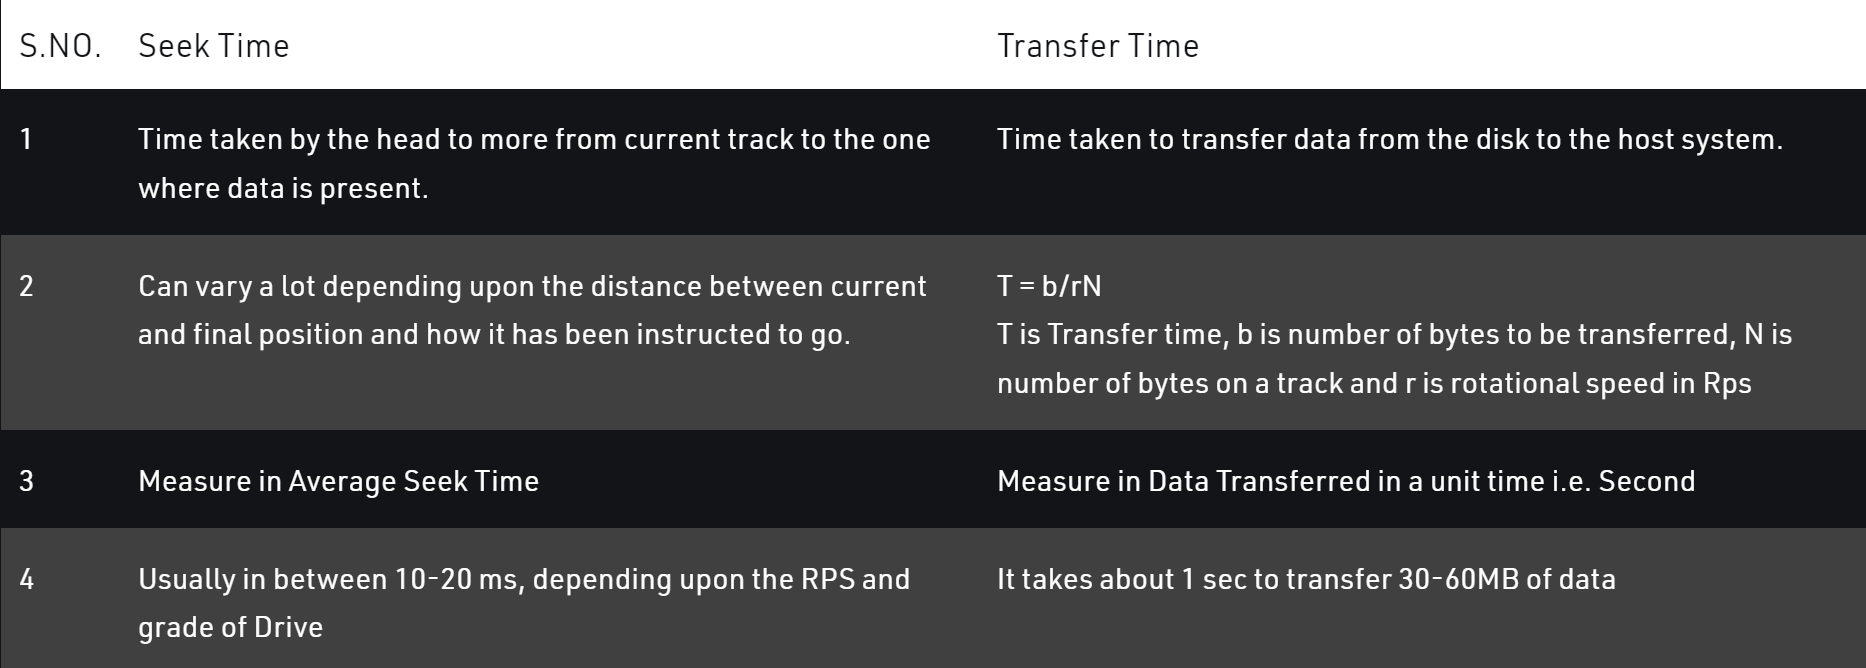 S.NO. Seek Time Transfer Time
1 Time taken by the head to more from current track to the one Time taken to transfer data from the disk to the host system.
where data is present.
2 Can vary a lot depending upon the distance between current T = b/rN
and final position and how it has been instructed to go. T is Transfer time, b is number of bytes to be transferred, N is
number of bytes on a track and r is rotational speed in Rps
3 Measure in Average Seek Time Measure in Data Transferred in a unit time i.e. Second
4 Usually in between 10-20 ms, depending upon the RPS and It takes about 1 sec to transfer 30-60MB of data
grade of Drive